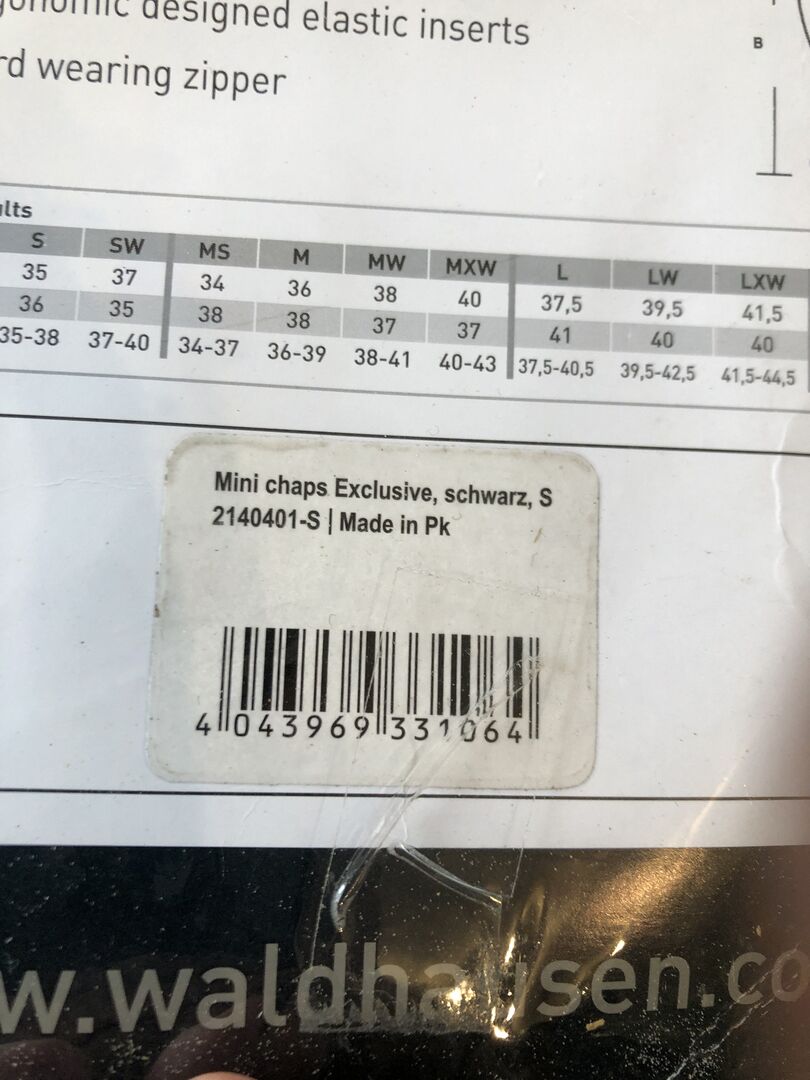 designed elastic inserts
wearing zipper
B
S SW MS M MW MXW L LW LXW
35 37 34 36 38 40 37,5 39,5 41,5
36 35 38 38 37 37 41 40 40
35-38 37-40 34-37 36-39 38-41 40-43 37,5-40,5 39,5-42,5 41,5-44,5
Mini chaps Exclusive, schwarz, S
2140401-S | Made in Pk
4 043969 331064
w.waldhausen.co